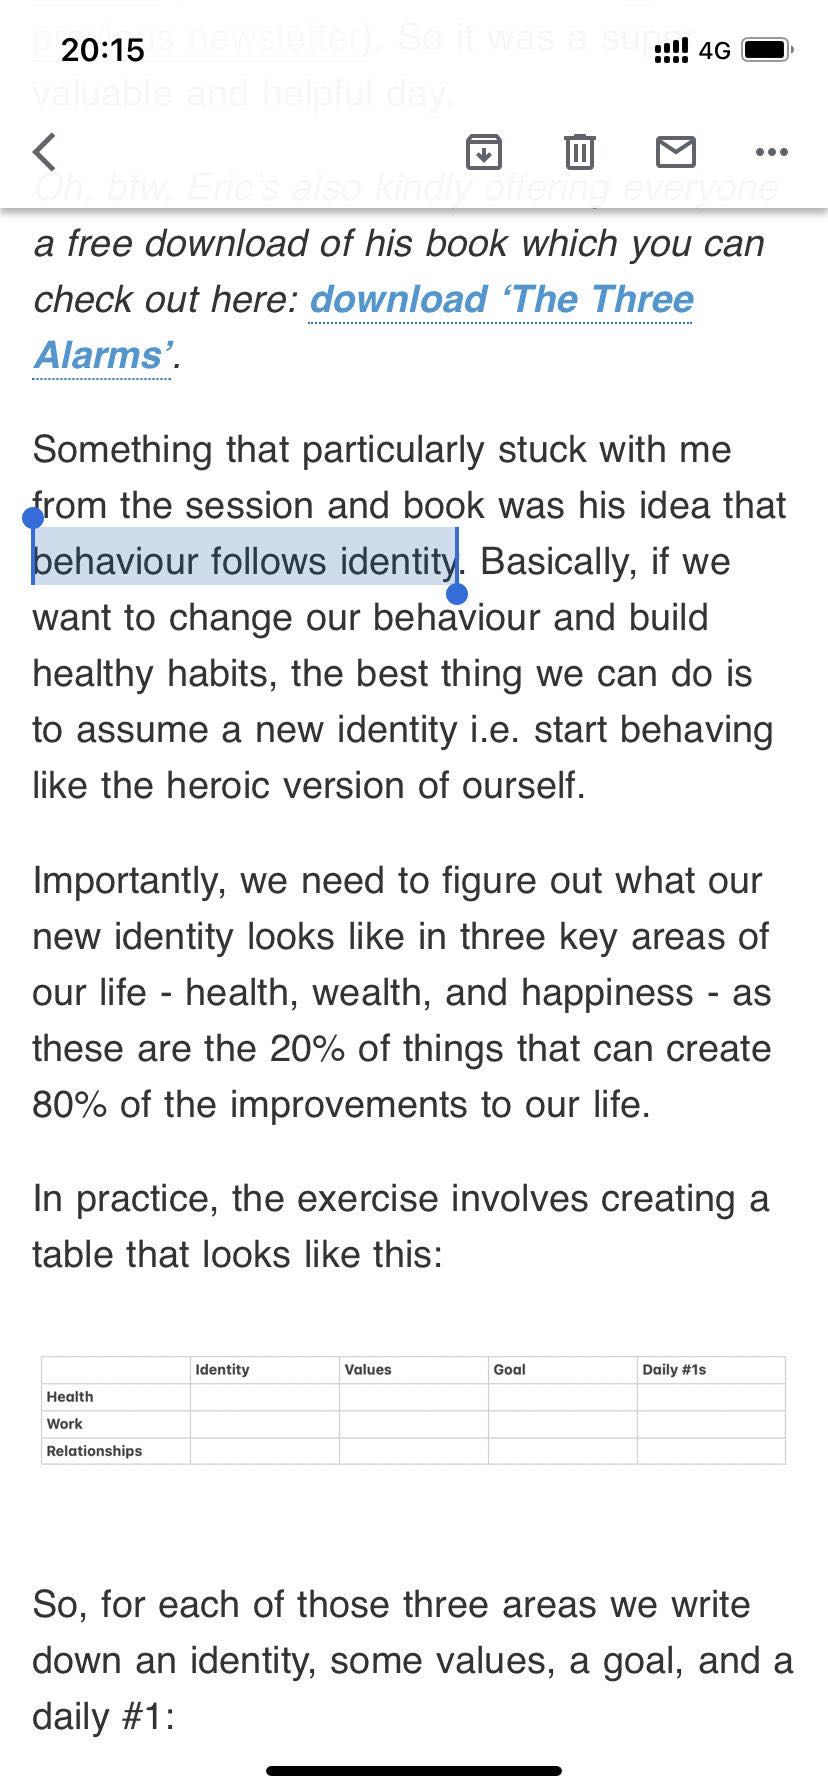 20:15
4G
previous newsletter). So it was a super
valuable and helpful day.
Oh, btw, Eric's also kindly offering everyone
a free download of his book which you can
check out here: download ‘The Three
Alarms’.
Something that particularly stuck with me
from the session and book was his idea that
behaviour follows identity. Basically, if we
want to change our behaviour and build
healthy habits, the best thing we can do is
to assume a new identity i.e. start behaving
like the heroic version of ourself.
Importantly, we need to figure out what our
new identity looks like in three key areas of
our life - health, wealth, and happiness - as
these are the 20% of things that can create
80% of the improvements to our life.
In practice, the exercise involves creating a
table that looks like this:
Identity Values Goal Daily #1s
Health
Work
Relationships
So, for each of those three areas we write
down an identity, some values, a goal, and a
daily #1: